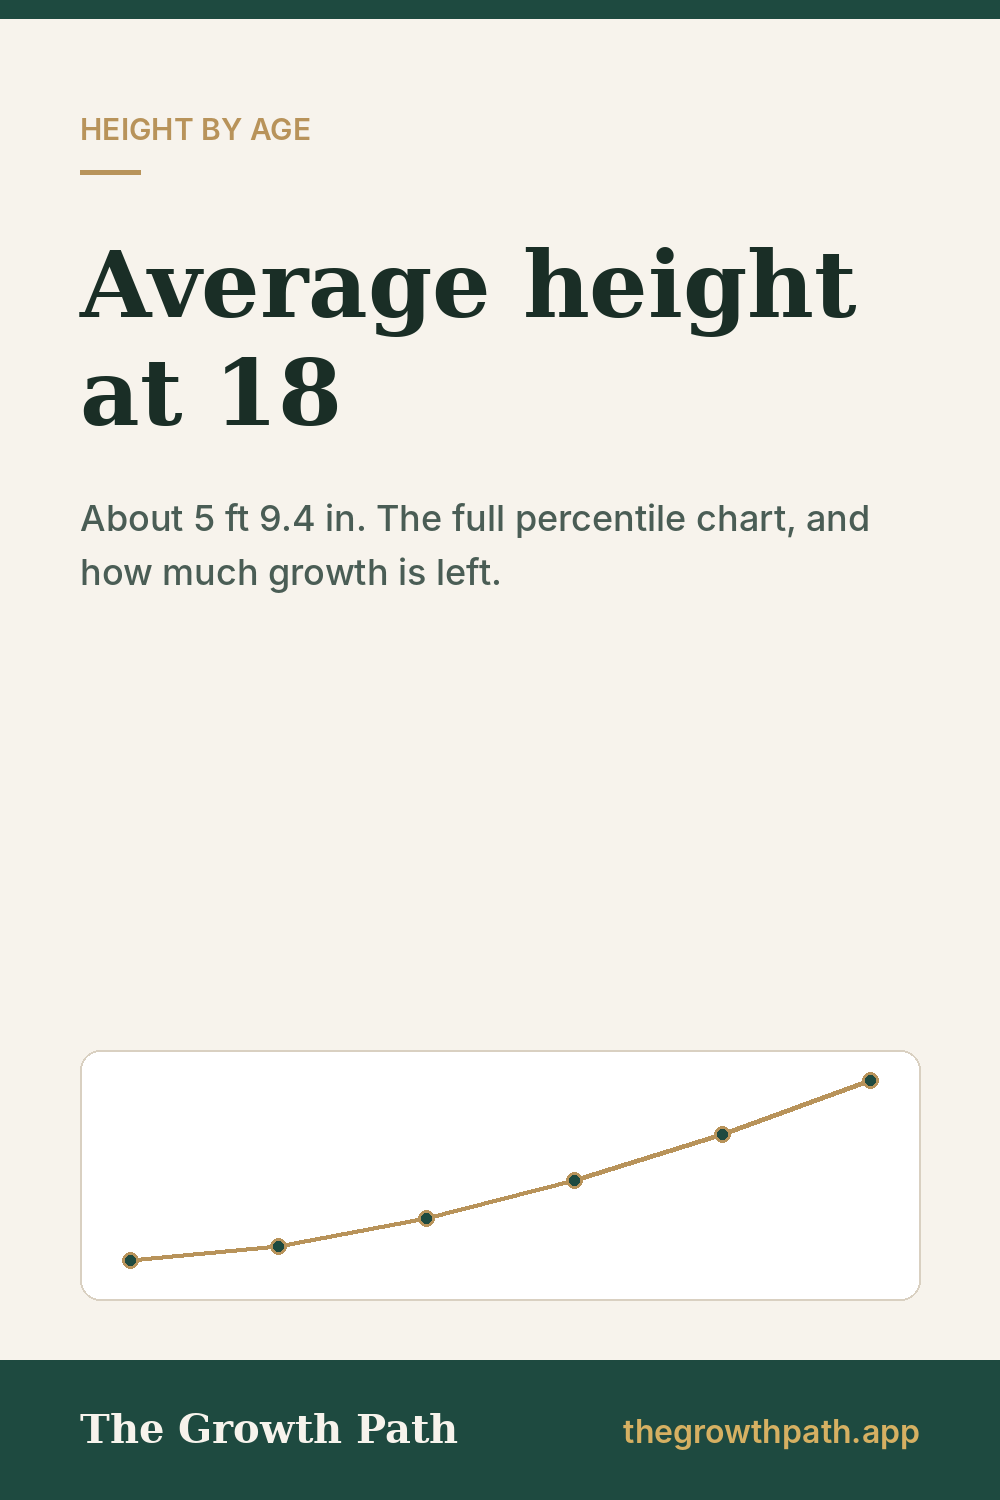 HEIGHT BY AGE
Average height
at 18
About 5 ft 9.4 in. The full percentile chart, and
how much growth is left.
The Growth Path
thegrowthpath.app